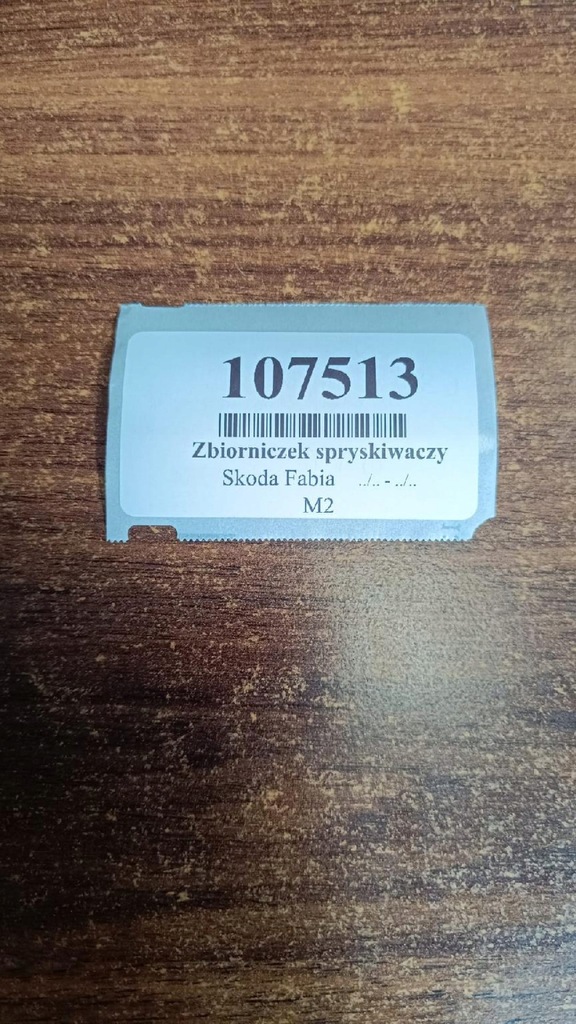 107513
Zbiorniczek spryskiwaczy
Skoda Fabia ../.. - ../..
M2